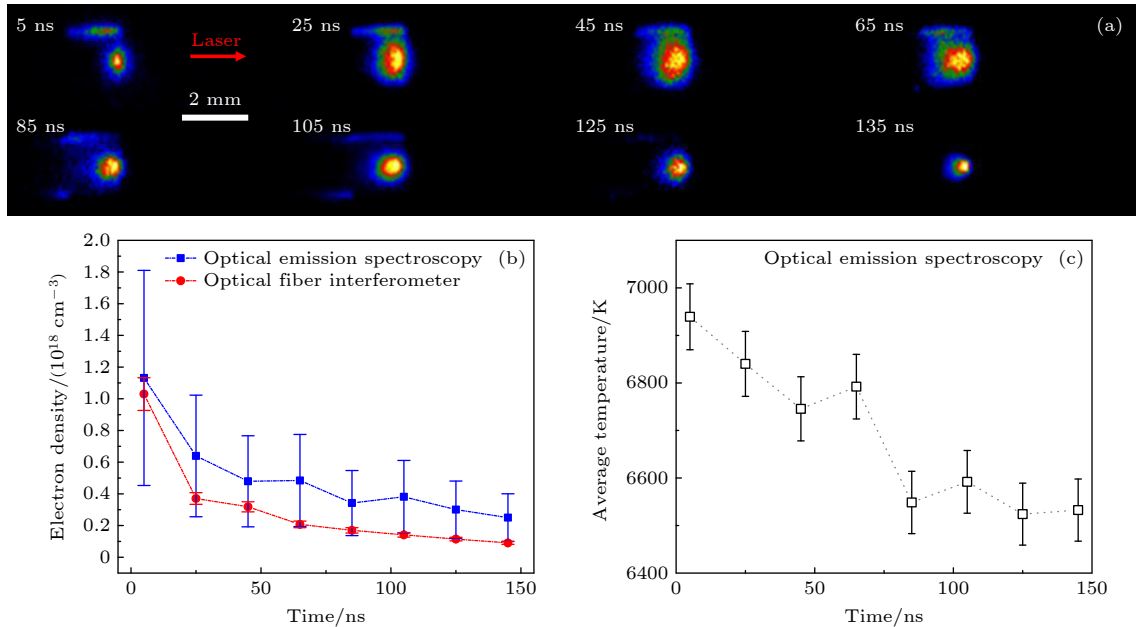 5 ns
25 ns
45 ns
65 ns
(a)
Laser
2 mm
85 ns
105 ns
125 ns
135 ns
2.0
1.8
1.6
1.4
1.2
1.0
0.8
0.6
0.4
0.2
0
Electron density/(10¹⁸ cm⁻³)
Optical emission spectroscopy (b)
Optical fiber interferometer
0 50 100 150
Time/ns
Optical emission spectroscopy (c)
7000
6800
6600
6400
Average temperature/K
0 50 100 150
Time/ns